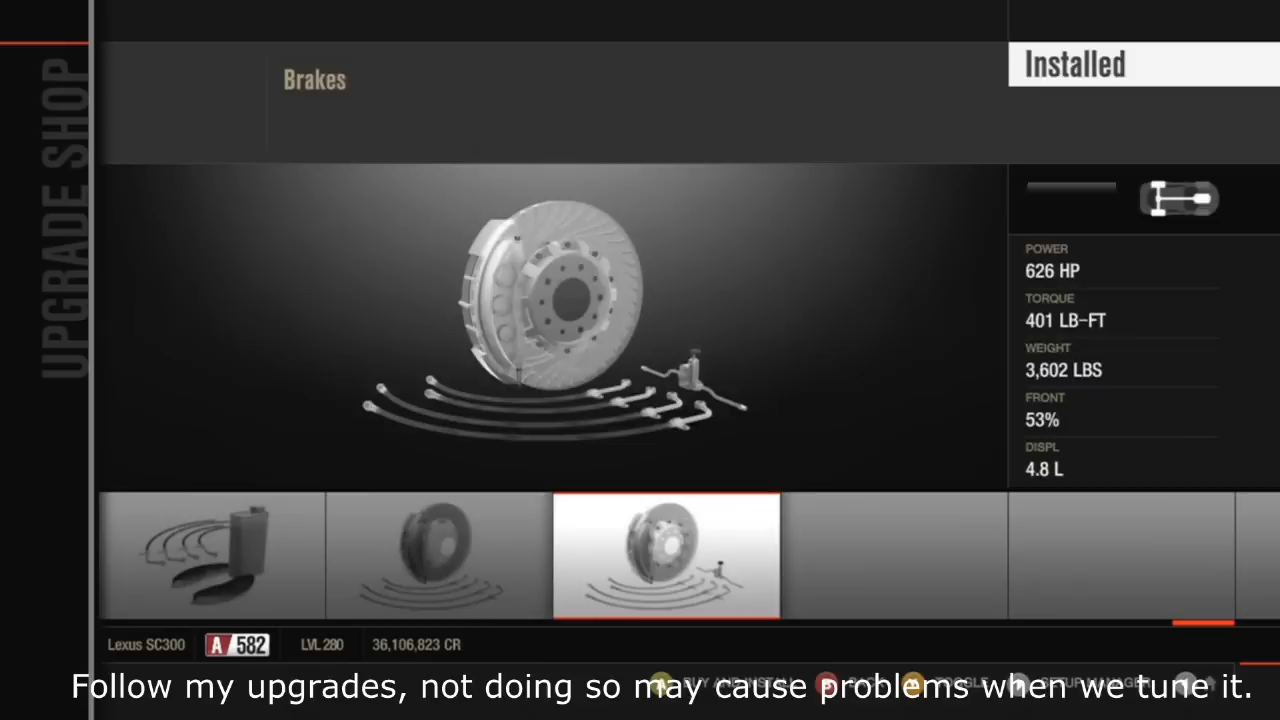 UPGRADE SHOP
Brakes
Installed
POWER
626 HP
TORQUE
401 LB-FT
WEIGHT
3,602 LBS
FRONT
53%
DISPL
4.8 L
Lexus SC300
A 582
LVL 280
36,106,823 CR
Follow my upgrades, not doing so may cause problems when we tune it.